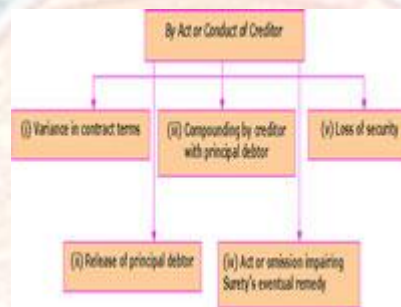 By Act or Conduct of Creditor
(i) Variance in contract terms
(iii) Compounding by creditor
with principal debtor
(v) Loss of security
(ii) Release of principal debtor
(iv) Act or omission impairing
Surety's eventual remedy